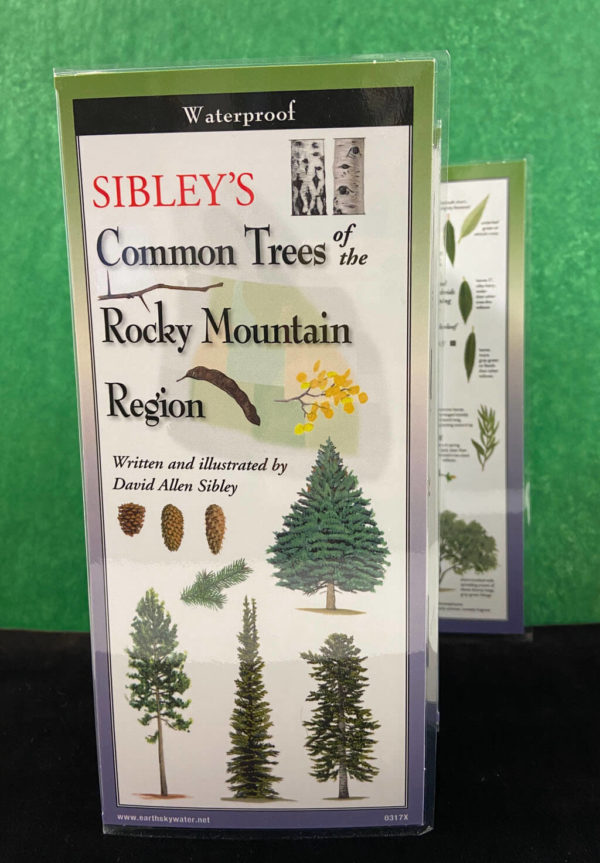 Waterproof
SIBLEY'S
Common Trees of the
Rocky Mountain
Region
Written and illustrated by
David Allen Sibley
www.earthskywater.net
0317X